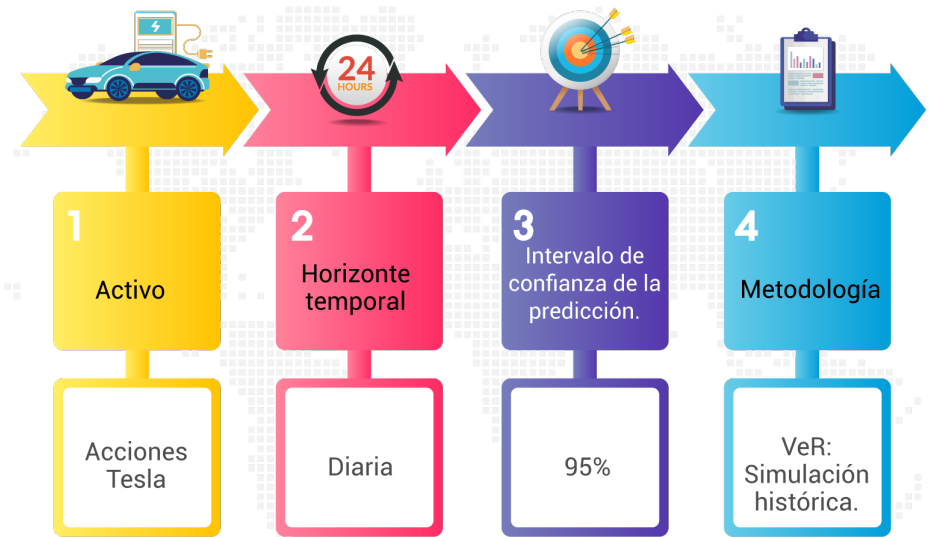 24
HOURS
1
Activo
Acciones
Tesla
2
Horizonte
temporal
Diaria
3
Intervalo de
confianza de la
predicción.
95%
4
Metodología
VeR:
Simulación
histórica.